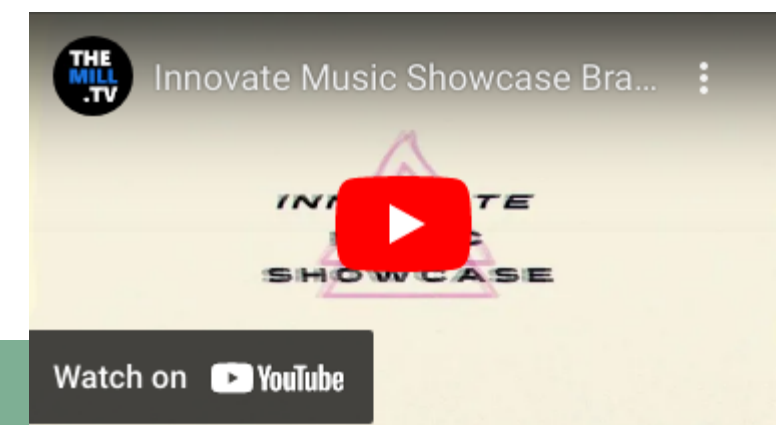 THE
MILL
.TV
Innovate Music Showcase Bra...
SHOWCASE
Watch on YouTube